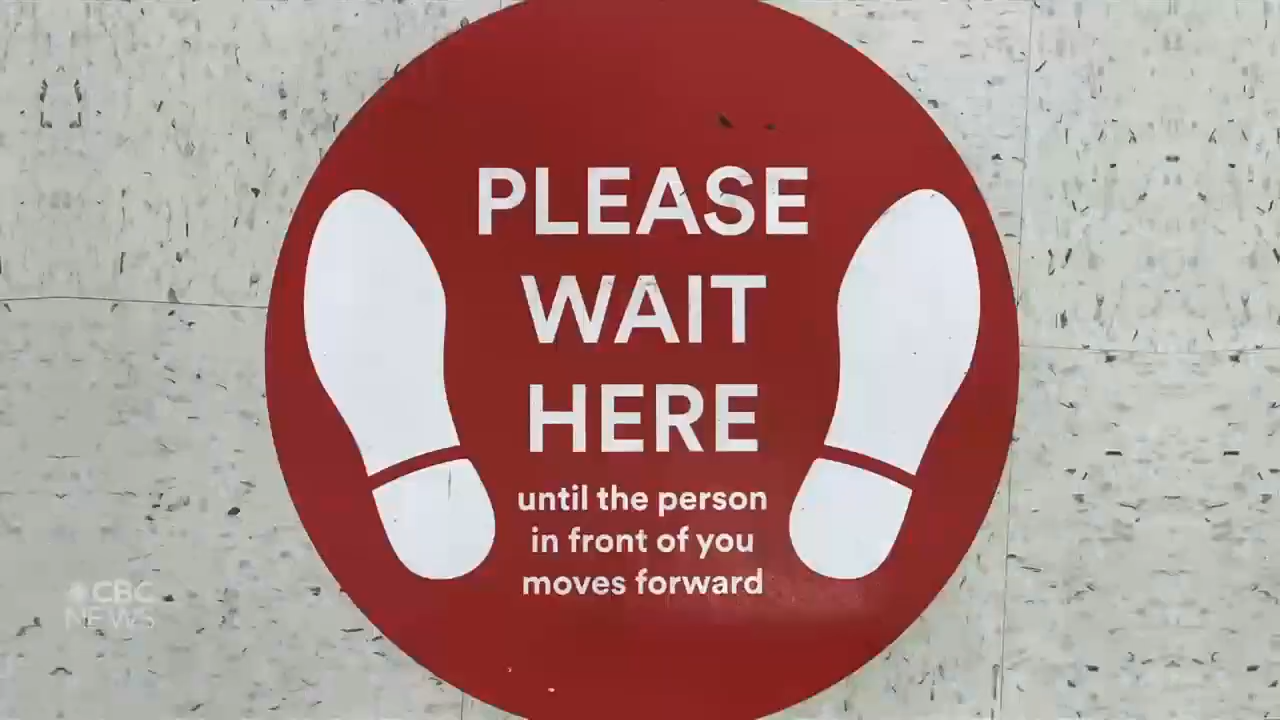 PLEASE
WAIT
HERE
until the person
in front of you
moves forward
CBC
NEWS